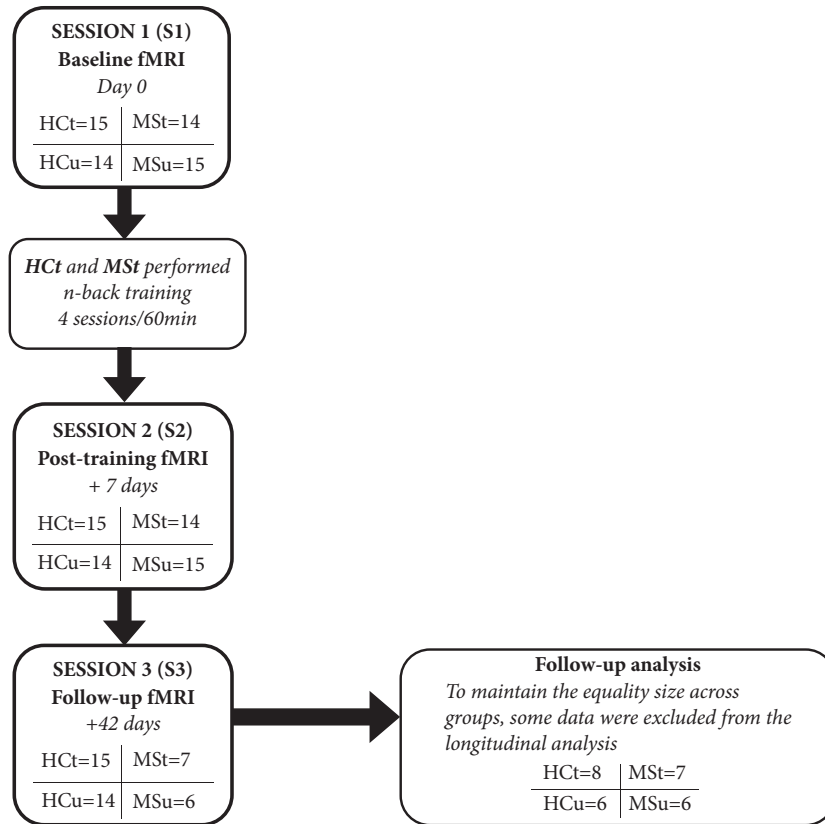 SESSION 1 (S1)
Baseline fMRI
Day 0
HCt=15 MSt=14
HCu=14 MSu=15
HCt and MSt performed
n-back training
4 sessions/60min
SESSION 2 (S2)
Post-training fMRI
+ 7 days
HCt=15 MSt=14
HCu=14 MSu=15
SESSION 3 (S3)
Follow-up fMRI
+42 days
HCt=15 MSt=7
HCu=14 MSu=6
Follow-up analysis
To maintain the equality size across
groups, some data were excluded from the
longitudinal analysis
HCt=8 MSt=7
HCu=6 MSu=6